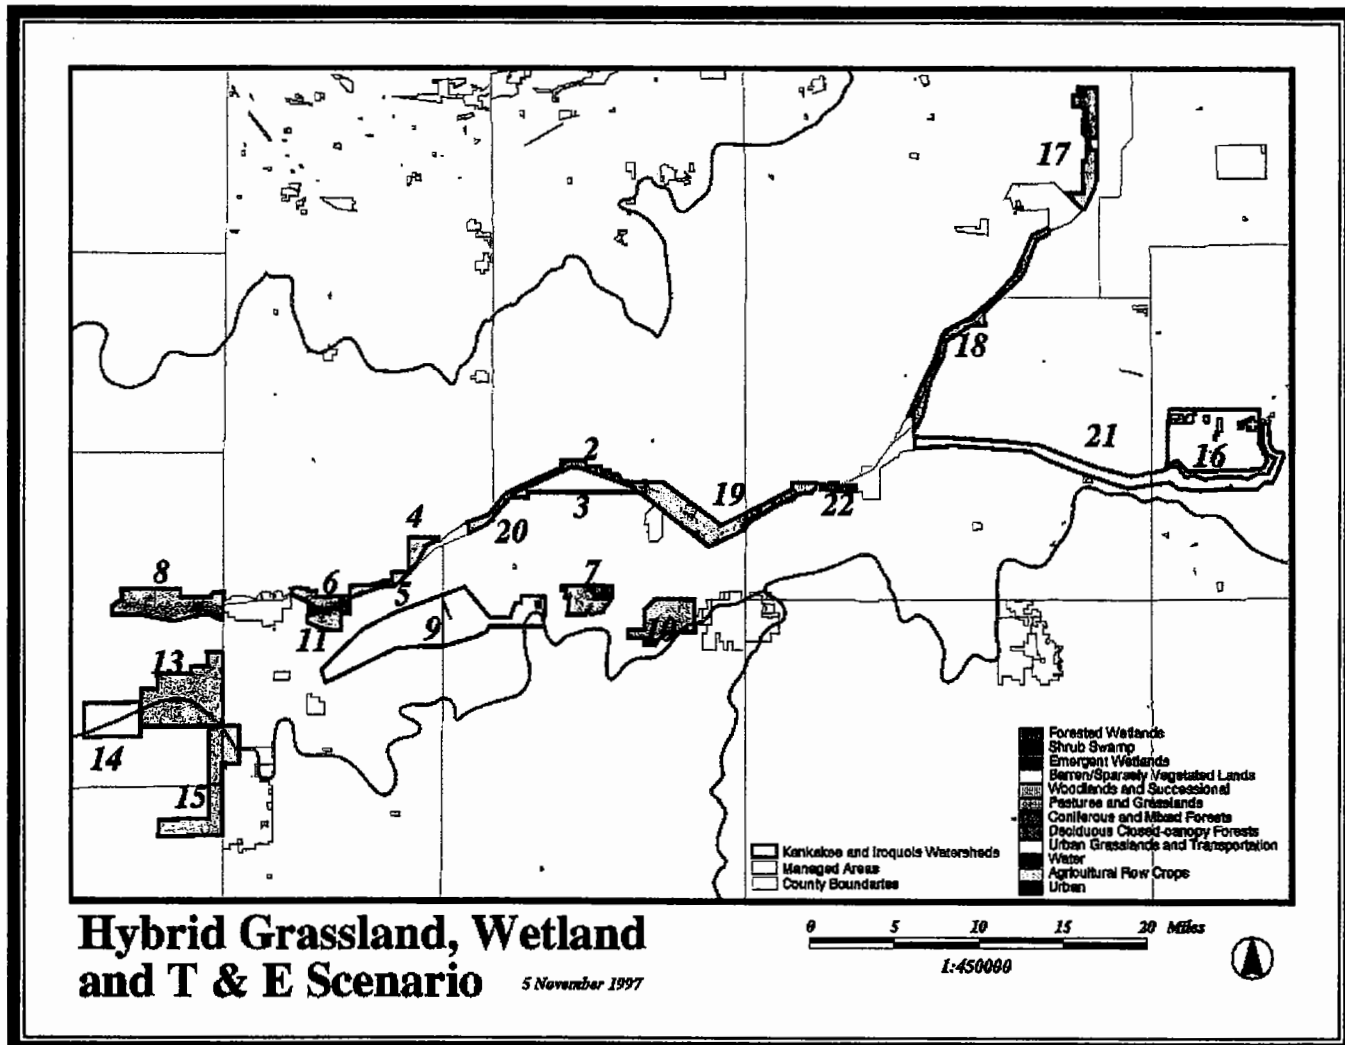 17
18
21
16
2
19
3
22
4
20
8
6
7
5
11
9
10
13
14
15
Forested Wetlands
Shrub Swamp
Emergent Wetlands
Barren/Sparsely Vegetated Lands
Woodlands and Successional
Pastures and Grasslands
Coniferous and Mixed Forests
Deciduous Closed-canopy Forests
Urban Grasslands and Transportation
Water
Agricultural Row Crops
Urban
Kankakee and Iroquois Watersheds
Managed Areas
County Boundaries
Hybrid Grassland, Wetland
and T & E Scenario 5 November 1997
0 5 10 15 20 Miles
1:450000